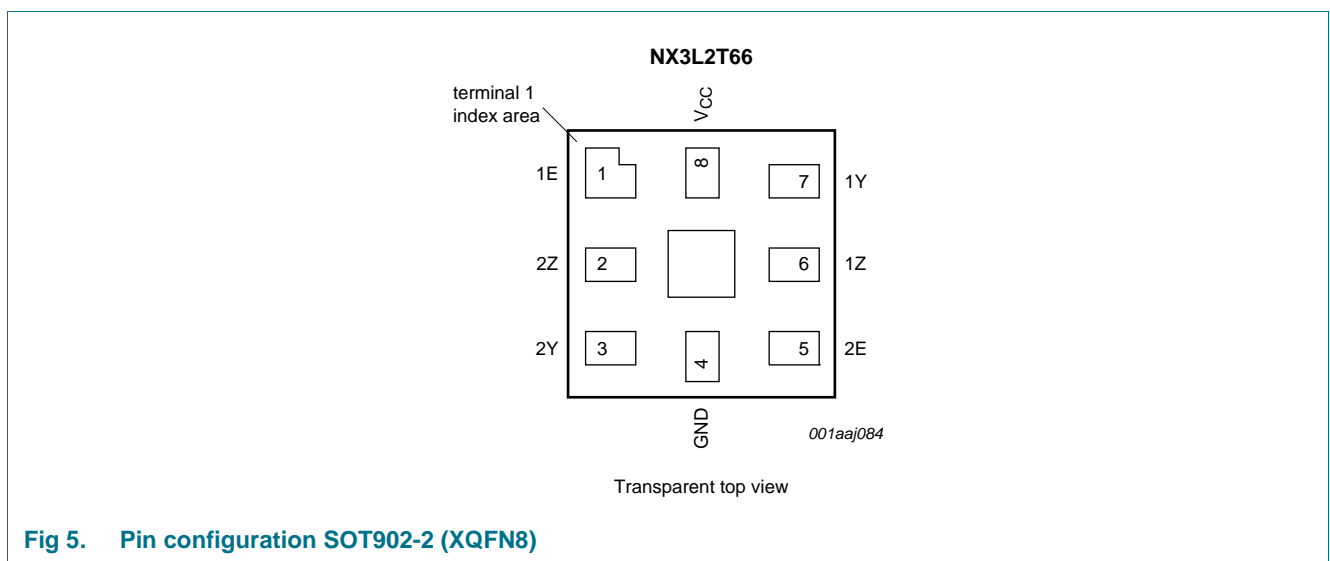 NX3L2T66
terminal 1
index area
VCC
1E 1 8 7 1Y
2Z 2 6 1Z
2Y 3 4 5 2E
GND
001aaj084
Transparent top view
Fig 5. Pin configuration SOT902-2 (XQFN8)